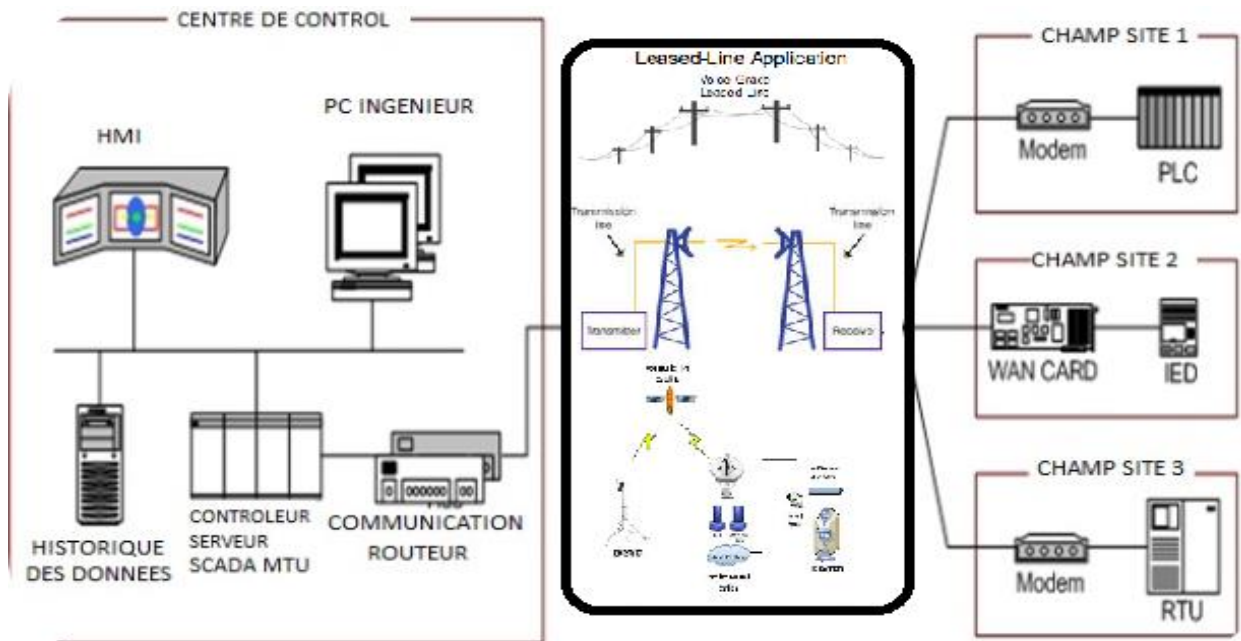 CENTRE DE CONTROL
HMI
PC INGENIEUR
HISTORIQUE
DES DONNEES
CONTROLEUR
SERVEUR
SCADA MTU
COMMUNICATION
ROUTEUR
Leased-Line Application
Leased Line
Transmission
line
Transmission
line
Transmitter
Receiver
CHAMP SITE 1
Modem
PLC
CHAMP SITE 2
WAN CARD
IED
CHAMP SITE 3
Modem
RTU